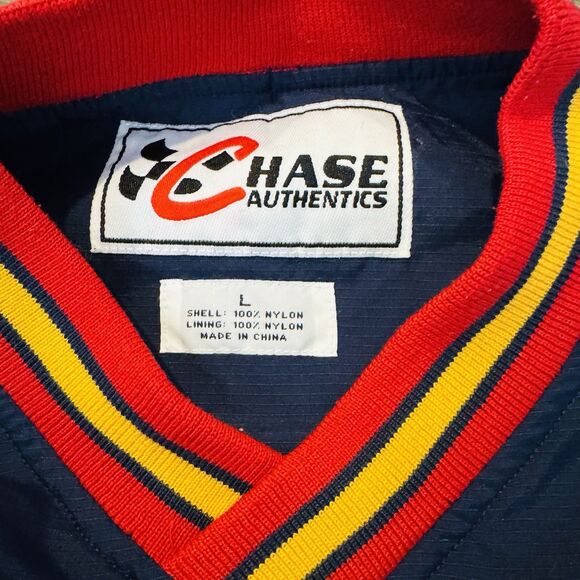 CHASE
AUTHENTICS
L
SHELL: 100% NYLON
LINING: 100% NYLON
MADE IN CHINA